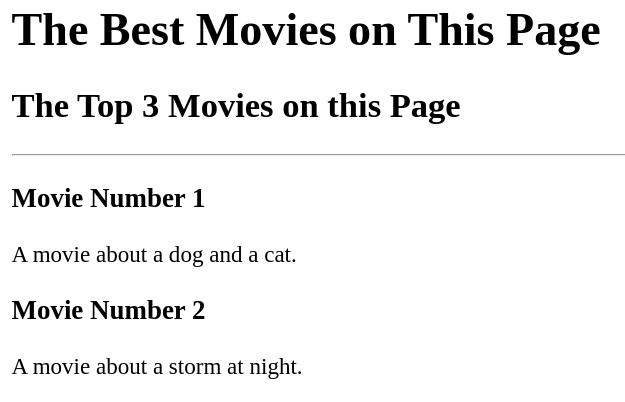 The Best Movies on This Page
The Top 3 Movies on this Page
Movie Number 1
A movie about a dog and a cat.
Movie Number 2
A movie about a storm at night.